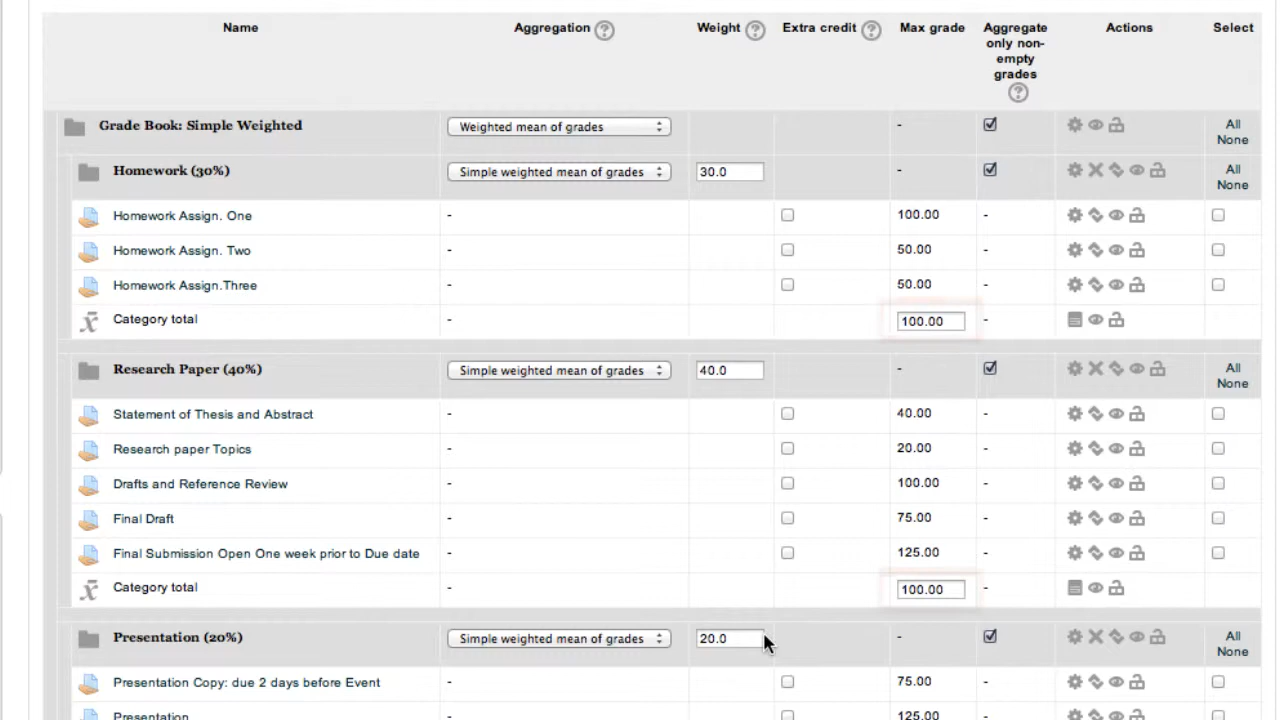 Name Aggregation ? Weight ? Extra credit ? Max grade Aggregate only non-empty grades ? Actions Select
Grade Book: Simple Weighted Weighted mean of grades - All None
Homework (30%) Simple weighted mean of grades 30.0 - All None
Homework Assign. One - 100.00 -
Homework Assign. Two - 50.00 -
Homework Assign.Three - 50.00 -
x̄ Category total - 100.00 -
Research Paper (40%) Simple weighted mean of grades 40.0 - All None
Statement of Thesis and Abstract - 40.00 -
Research paper Topics - 20.00 -
Drafts and Reference Review - 100.00 -
Final Draft - 75.00 -
Final Submission Open One week prior to Due date - 125.00 -
x̄ Category total - 100.00 -
Presentation (20%) Simple weighted mean of grades 20.0 - All None
Presentation Copy: due 2 days before Event - 75.00 -
Presentation - 125.00 -